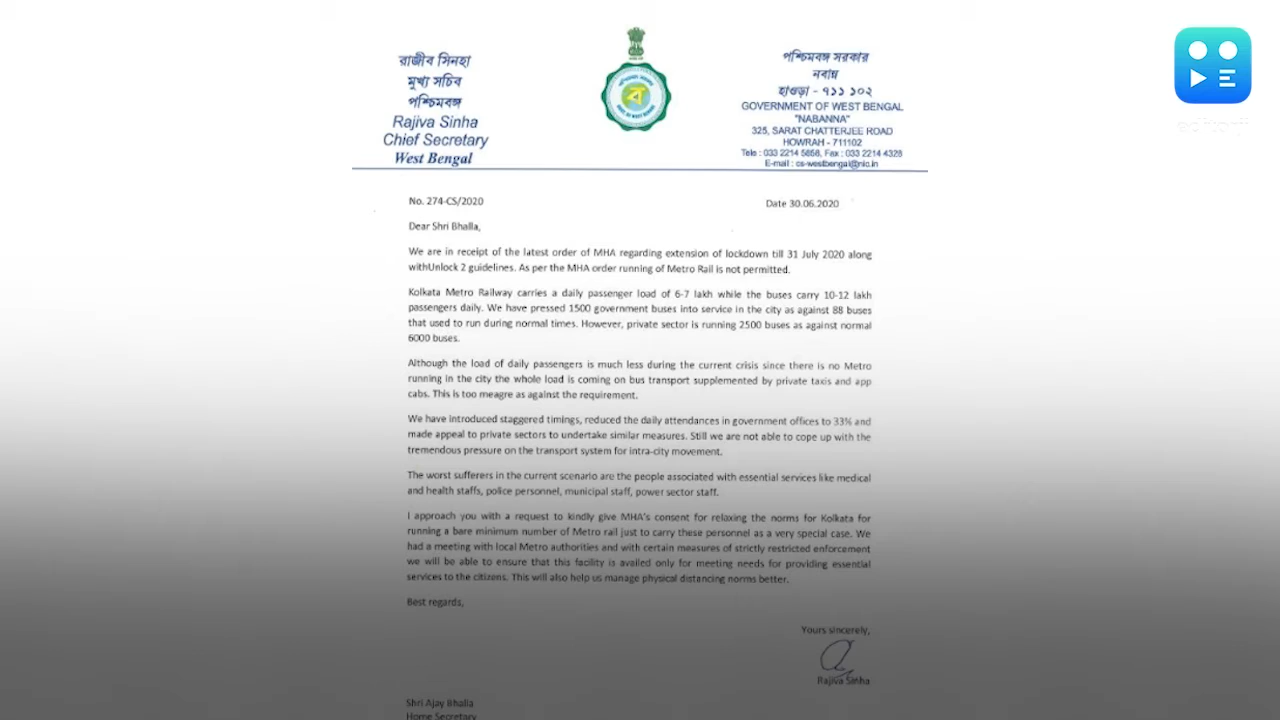 রাজীব সিনহা
মুখ্য সচিব
পশ্চিমবঙ্গ
Rajiva Sinha
Chief Secretary
West Bengal
পশ্চিমবঙ্গ সরকার
নবান্ন
হাওড়া - ৭১১ ১০২
GOVERNMENT OF WEST BENGAL
"NABANNA"
325, SARAT CHATTERJEE ROAD
HOWRAH - 711102
Tele : 033 2214 5858, Fax : 033 2214 4328
E-mail : cs-westbengal@nic.in
No. 274-CS/2020
Date 30.06.2020
Dear Shri Bhalla,
We are in receipt of the latest order of MHA regarding extension of lockdown till 31 July 2020 along
withUnlock 2 guidelines. As per the MHA order running of Metro Rail is not permitted.
Kolkata Metro Railway carries a daily passenger load of 6-7 lakh while the buses carry 10-12 lakh
passengers daily. We have pressed 1500 government buses into service in the city as against 88 buses
that used to run during normal times. However, private sector is running 2500 buses as against normal
6000 buses.
Although the load of daily passengers is much less during the current crisis since there is no Metro
running in the city the whole load is coming on bus transport supplemented by private taxis and app
cabs. This is too meagre as against the requirement.
We have introduced staggered timings, reduced the daily attendances in government offices to 33% and
made appeal to private sectors to undertake similar measures. Still we are not able to cope up with the
tremendous pressure on the transport system for intra-city movement.
The worst sufferers in the current scenario are the people associated with essential services like medical
and health staffs, police personnel, municipal staff, power sector staff.
I approach you with a request to kindly give MHA's consent for relaxing the norms for Kolkata for
running a bare minimum number of Metro rail just to carry these personnel as a very special case. We
had a meeting with local Metro authorities and with certain measures of strictly restricted enforcement
we will be able to ensure that this facility is availed only for meeting needs for providing essential
services to the citizens. This will also help us manage physical distancing norms better.
Best regards,
Yours sincerely,
Rajiva Sinha
Shri Ajay Bhalla
Home Secretary
editorji